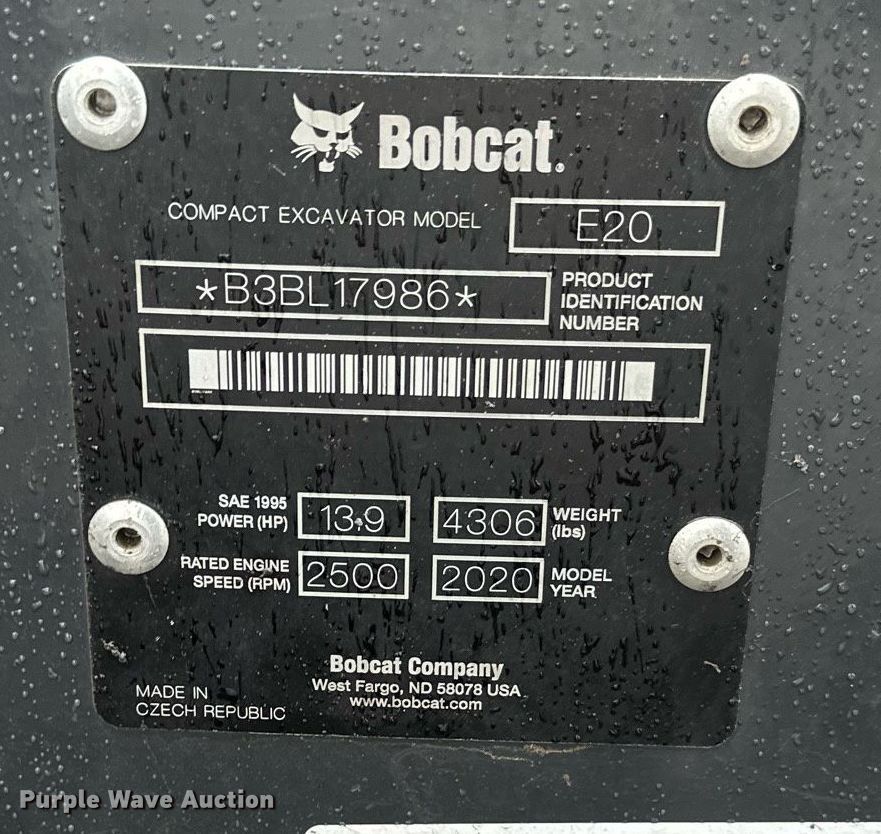 Bobcat.
COMPACT EXCAVATOR MODEL E20
*B3BL17986*
PRODUCT
IDENTIFICATION
NUMBER
SAE 1995
POWER (HP) 13.9
4306 WEIGHT
(lbs)
RATED ENGINE
SPEED (RPM) 2500
2020 MODEL
YEAR
Bobcat Company
West Fargo, ND 58078 USA
www.bobcat.com
MADE IN
CZECH REPUBLIC
Purple Wave Auction